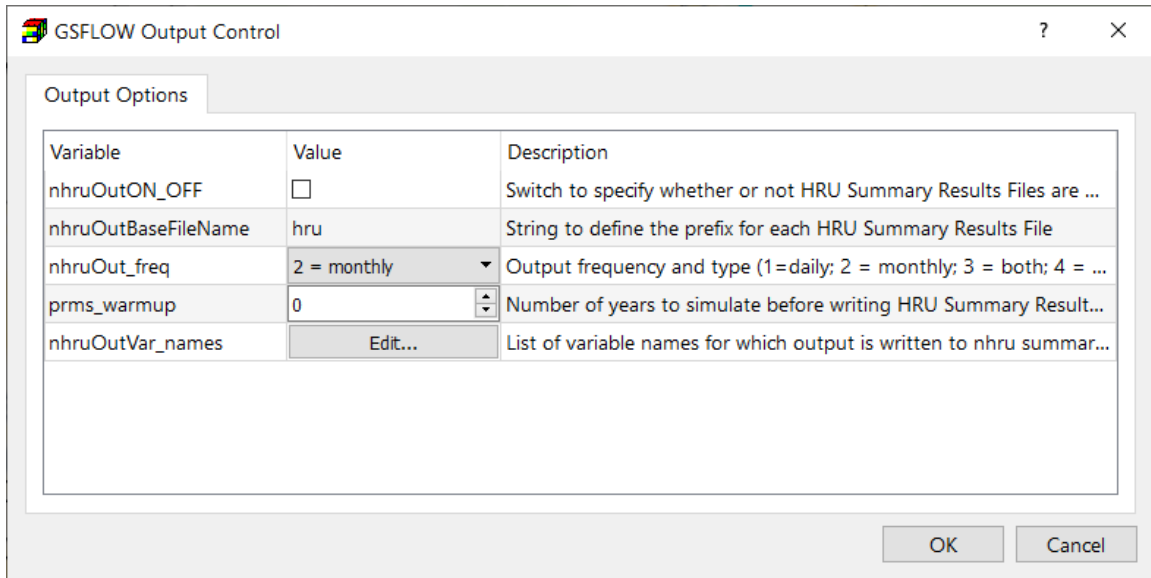 GSFLOW Output Control ?
Output Options
Variable Value Description
nhruOutON_OFF Switch to specify whether or not HRU Summary Results Files are ...
nhruOutBaseFileName hru String to define the prefix for each HRU Summary Results File
nhruOut_freq 2 = monthly Output frequency and type (1=daily; 2 = monthly; 3 = both; 4 = ...
prms_warmup 0 Number of years to simulate before writing HRU Summary Result...
nhruOutVar_names Edit... List of variable names for which output is written to nhru summar...
OK Cancel